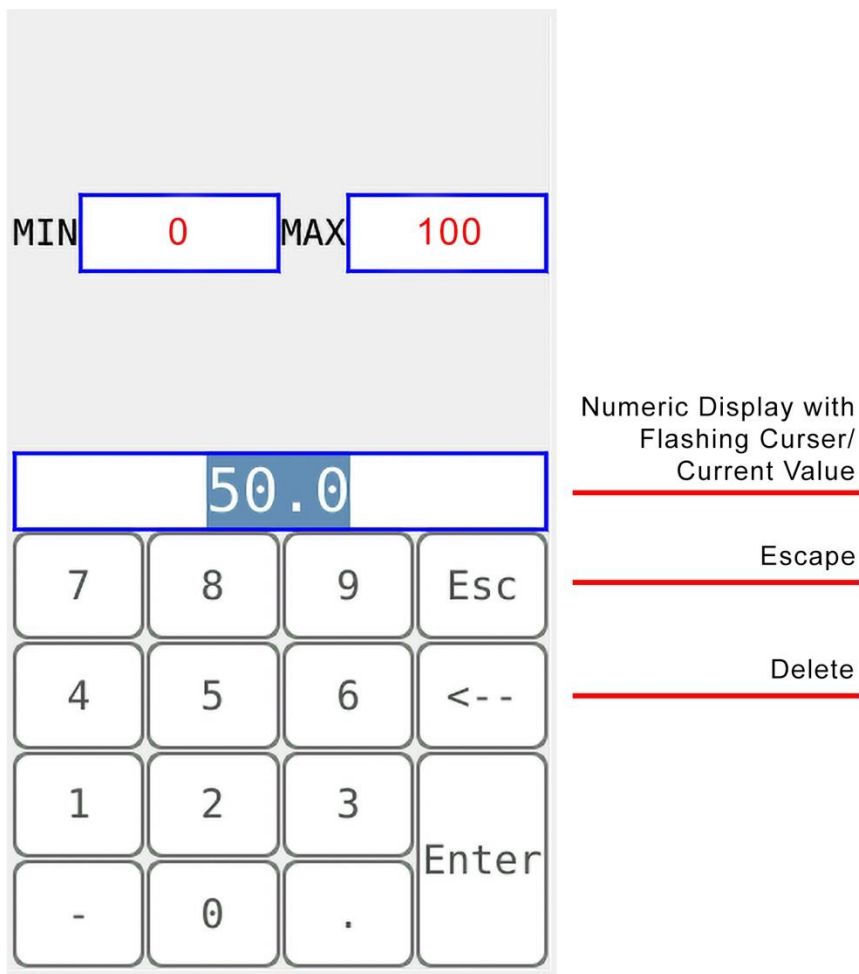 MIN 0 MAX 100
Numeric Display with
Flashing Curser/
Current Value
50.0
Escape
7 8 9 Esc
Delete
4 5 6 <--
1 2 3
Enter
- 0 .